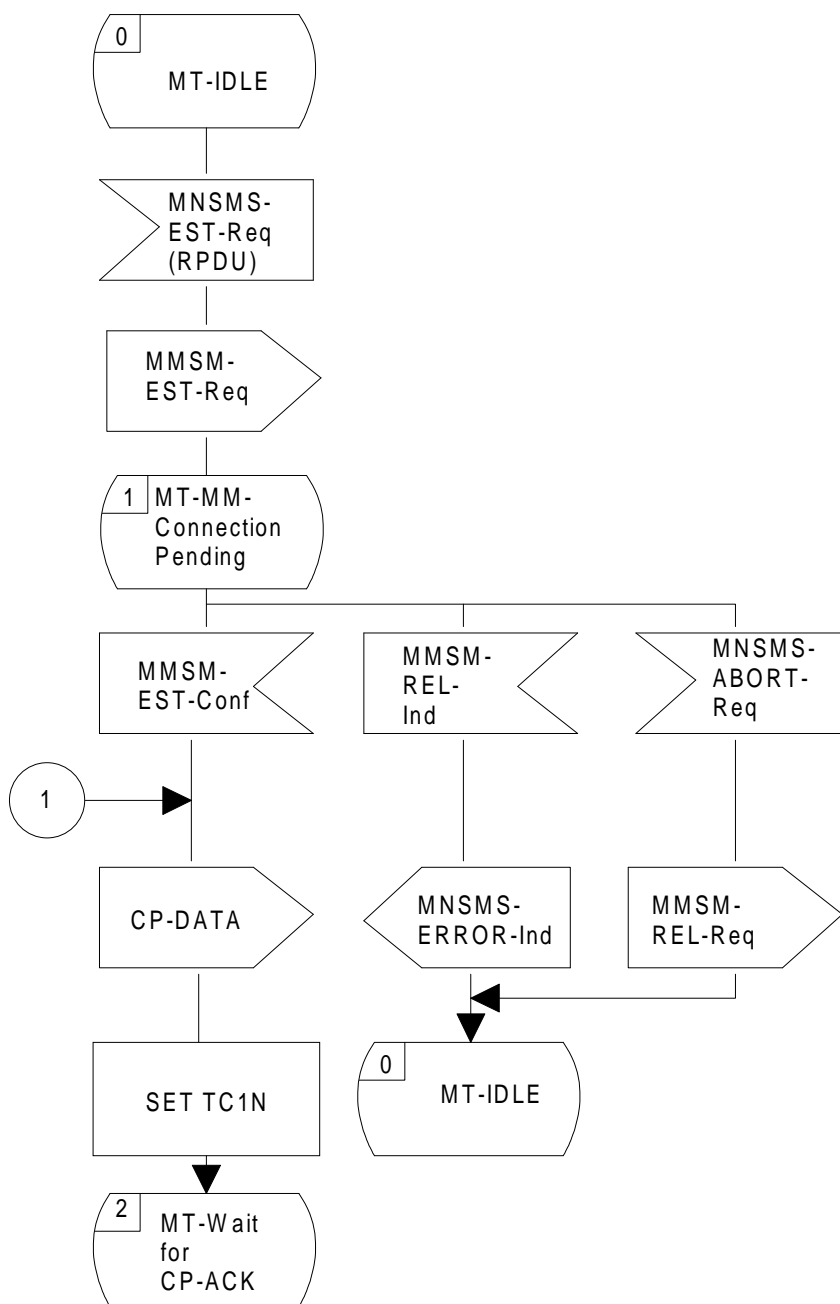 0
MT-IDLE
MNSMS-
EST-Req
(RPDU)
MMSM-
EST-Req
1
MT-MM-
Connection
Pending
MMSM-
EST-Conf
MMSM-
REL-
Ind
MNSMS-
ABORT-
Req
1
CP-DATA
MNSMS-
ERROR-Ind
MMSM-
REL-Req
SET TC1N
0
MT-IDLE
2
MT-Wait
for
CP-ACK